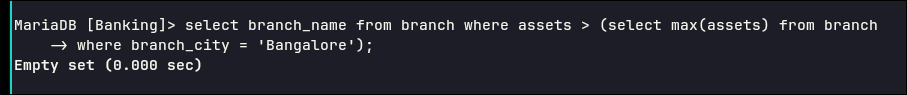 MariaDB [Banking]> select branch_name from branch where assets > (select max(assets) from branch
    → where branch_city = 'Bangalore');
Empty set (0.000 sec)